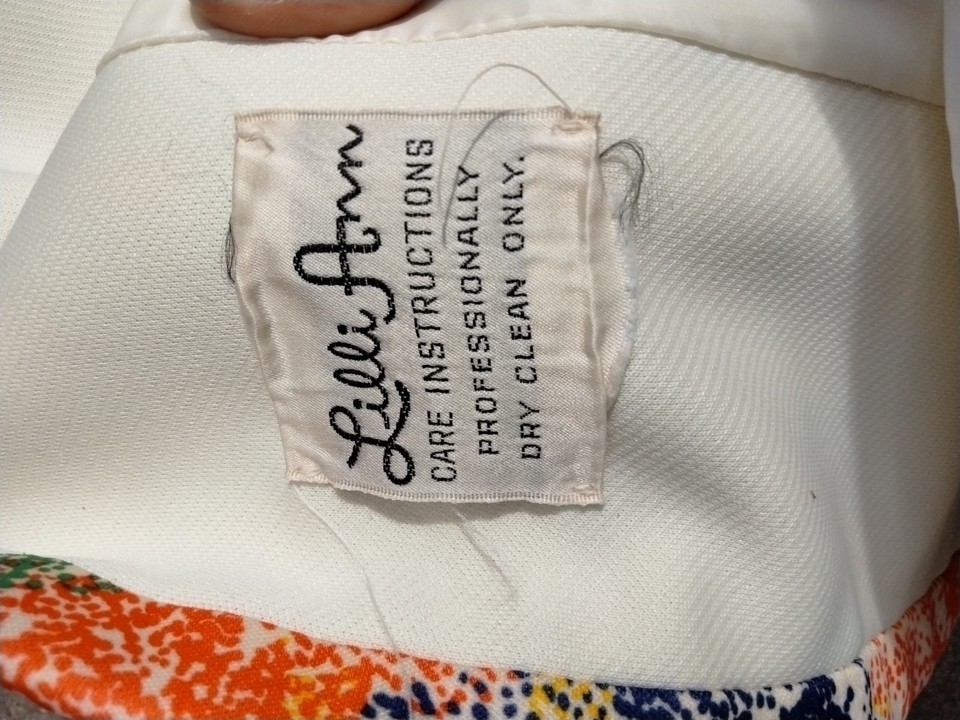 Lilli Ann
CARE INSTRUCTIONS
PROFESSIONALLY
DRY CLEAN ONLY.